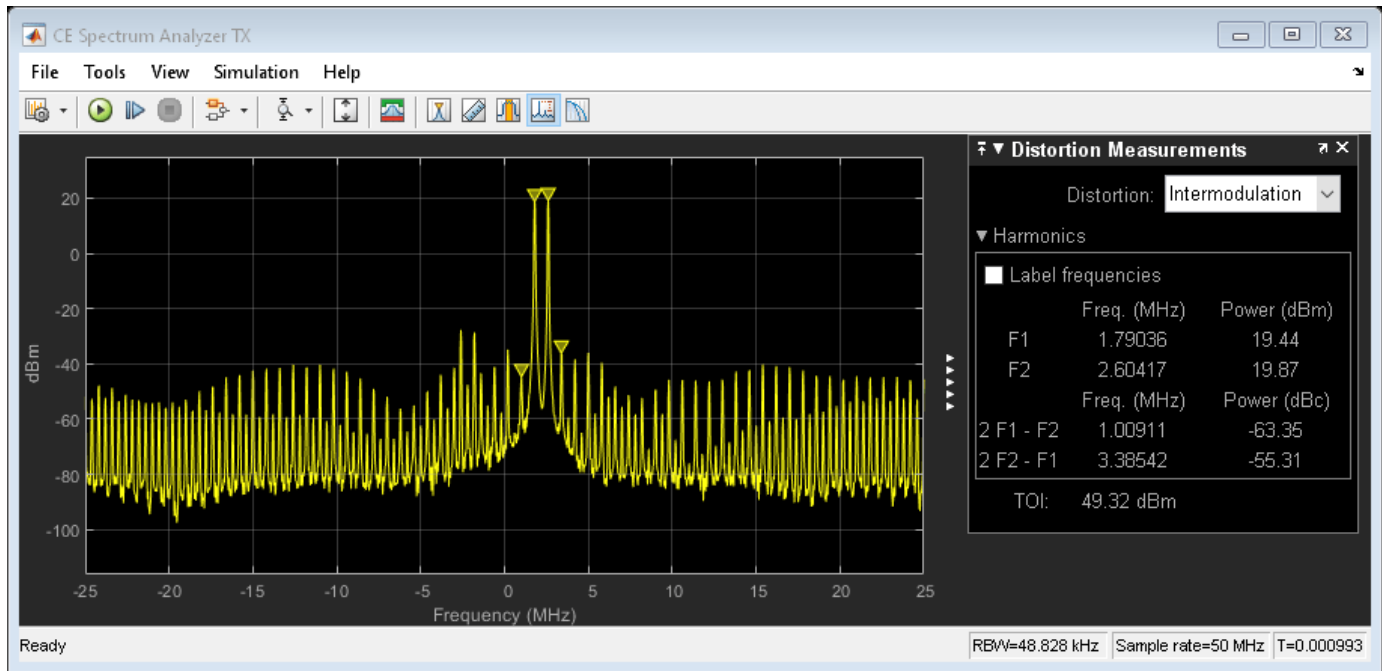 CE Spectrum Analyzer TX
File Tools View Simulation Help
Distortion Measurements
Distortion: Intermodulation
Harmonics
Label frequencies
Freq. (MHz) Power (dBm)
F1 1.79036 19.44
F2 2.60417 19.87
Freq. (MHz) Power (dBc)
2 F1 - F2 1.00911 -63.35
2 F2 - F1 3.38542 -55.31
TOI: 49.32 dBm
20
0
-20
-40
-60
-80
-100
dBm
-25 -20 -15 -10 -5 0 5 10 15 20 25
Frequency (MHz)
Ready RBW=48.828 kHz Sample rate=50 MHz T=0.000993